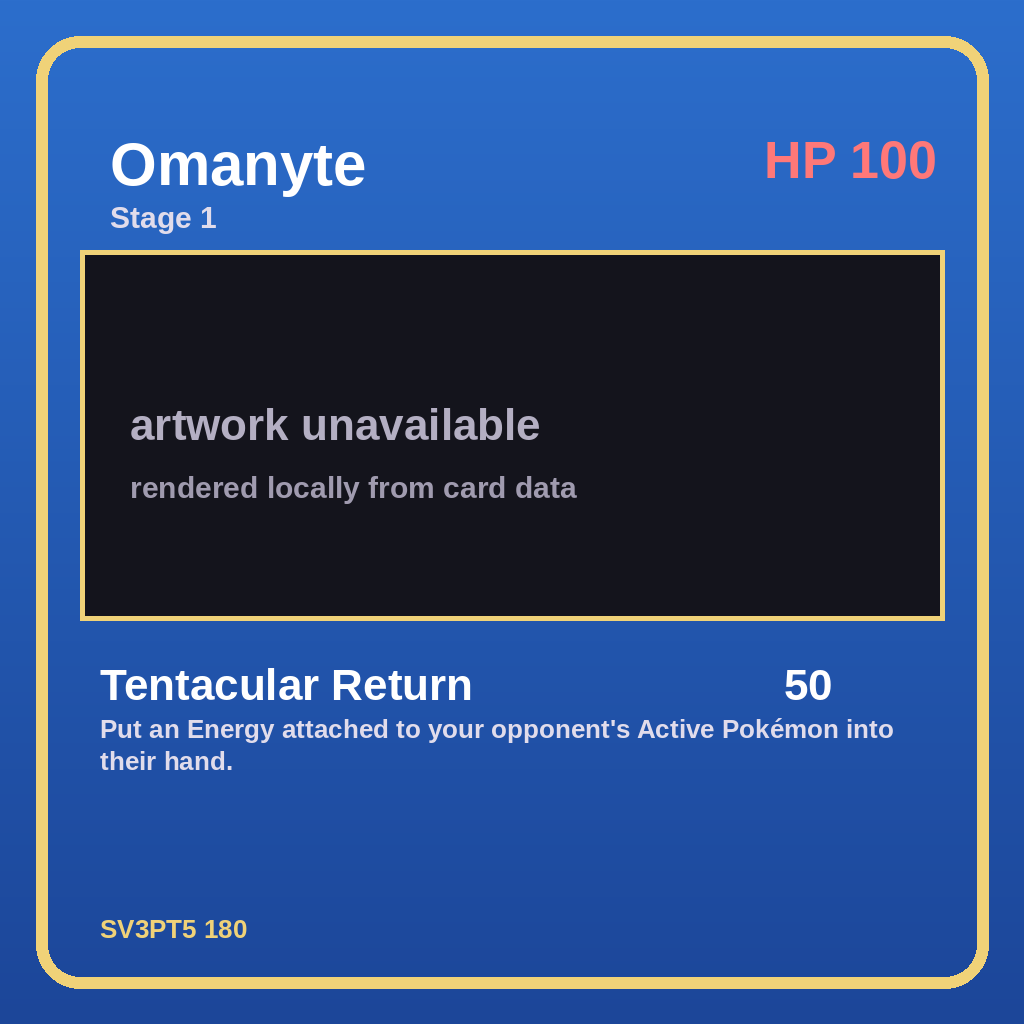 Omanyte
HP 100
Stage 1
artwork unavailable
rendered locally from card data
Tentacular Return
50
Put an Energy attached to your opponent's Active Pokémon into
their hand.
SV3PT5 180